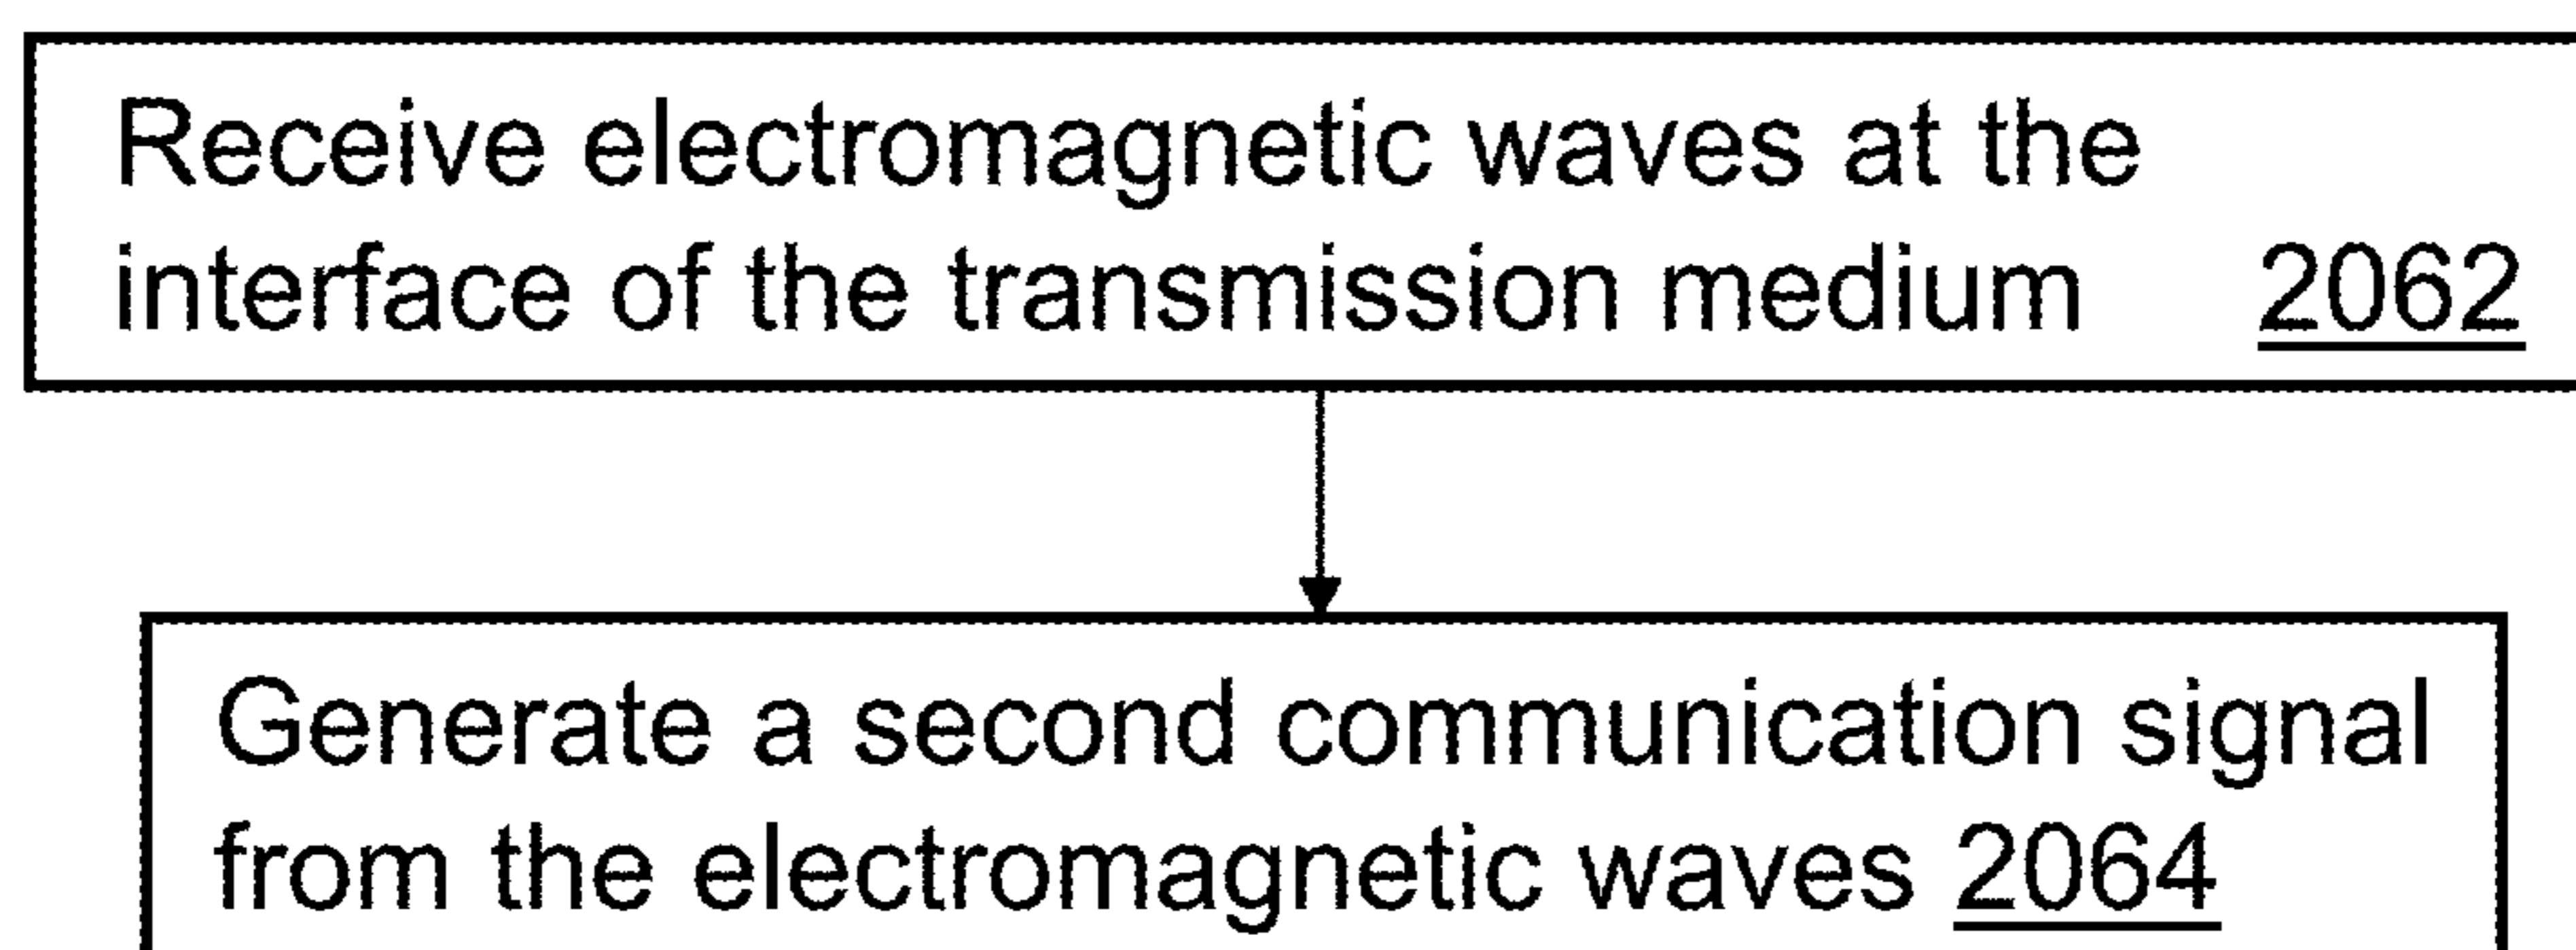 Receive electromagnetic waves at the
interface of the transmission medium 2062
Generate a second communication signal
from the electromagnetic waves 2064